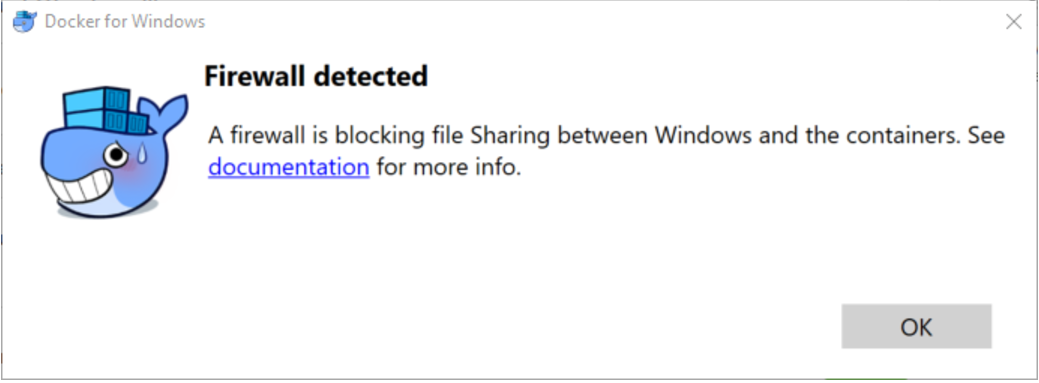 Docker for Windows
Firewall detected
A firewall is blocking file Sharing between Windows and the containers. See
documentation for more info.
OK